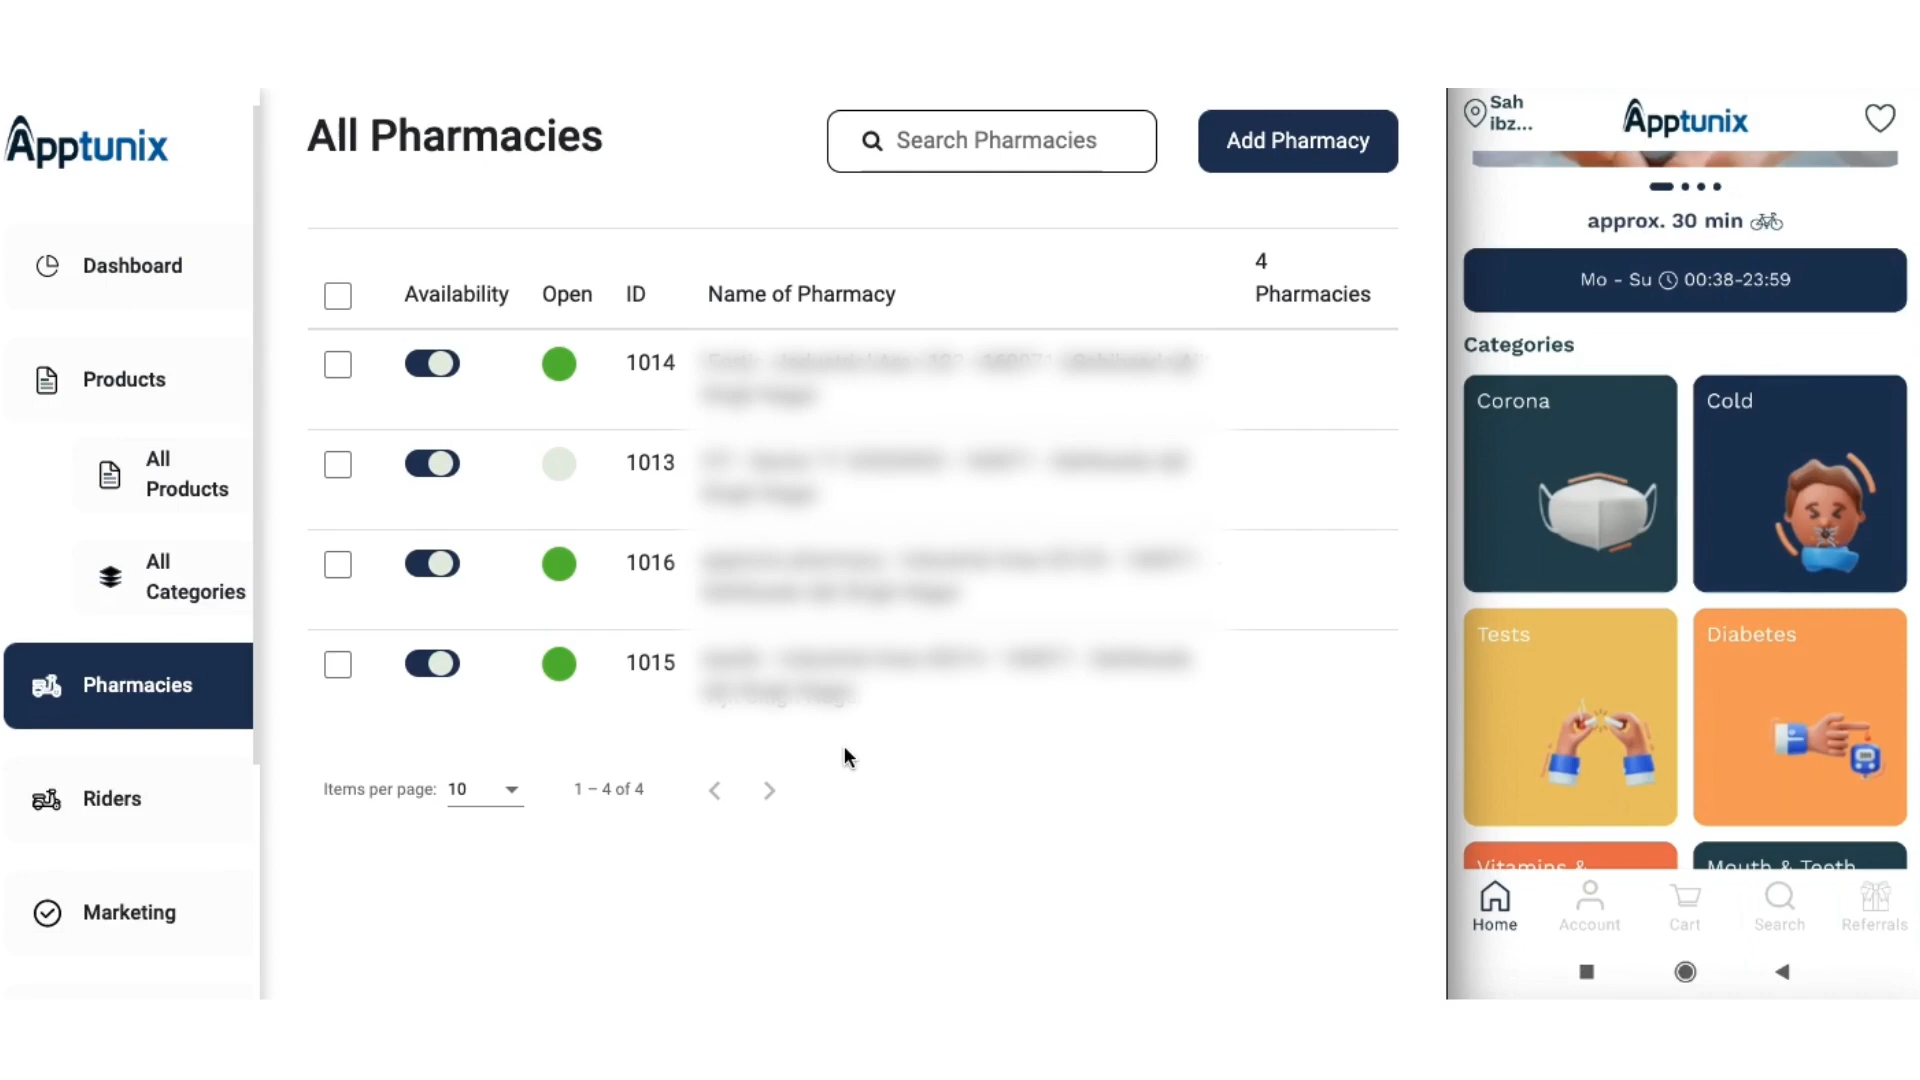 Apptunix
Dashboard
Products
All
Products
All
Categories
Pharmacies
Riders
Marketing
All Pharmacies
Search Pharmacies
Add Pharmacy
Availability Open ID Name of Pharmacy 4
Pharmacies
1014
1013
1016
1015
Items per page: 10 1 – 4 of 4
Sah
ibz...
Apptunix
approx. 30 min
Mo - Su 00:38-23:59
Categories
Corona Cold
Tests Diabetes
Vitamins & Mouth & Teeth
Home Account Cart Search Referrals